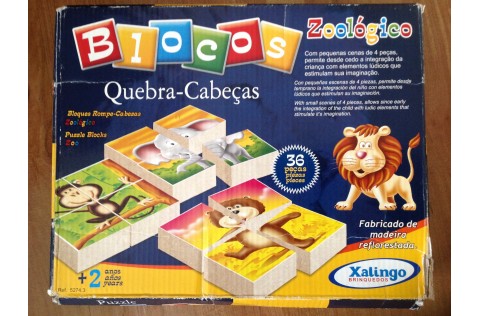 Blocos
Zoológico
Quebra-Cabeças
Com pequenas cenas de 4 peças,
permite desde cedo a integração da
criança com elementos lúdicos que
estimulam sua imaginação.
Con pequeñas escenas de 4 piezas, permite desde
temprano la integración del niño con elementos
lúdicos que estimulan su imaginación.
With small scenes of 4 pieces, allows since early
the integration of the child with ludic elements that
stimulate's it's imagination.
Bloques Rompe-Cabezas
Zoológico
Puzzle Blocks
Zoo
36
peças
piezas
pieces
Fabricado de
madeira
reflorestada.
+2 anos
años
years
Xalingo
BRINQUEDOS
Ref. 5274.3
Puzzle